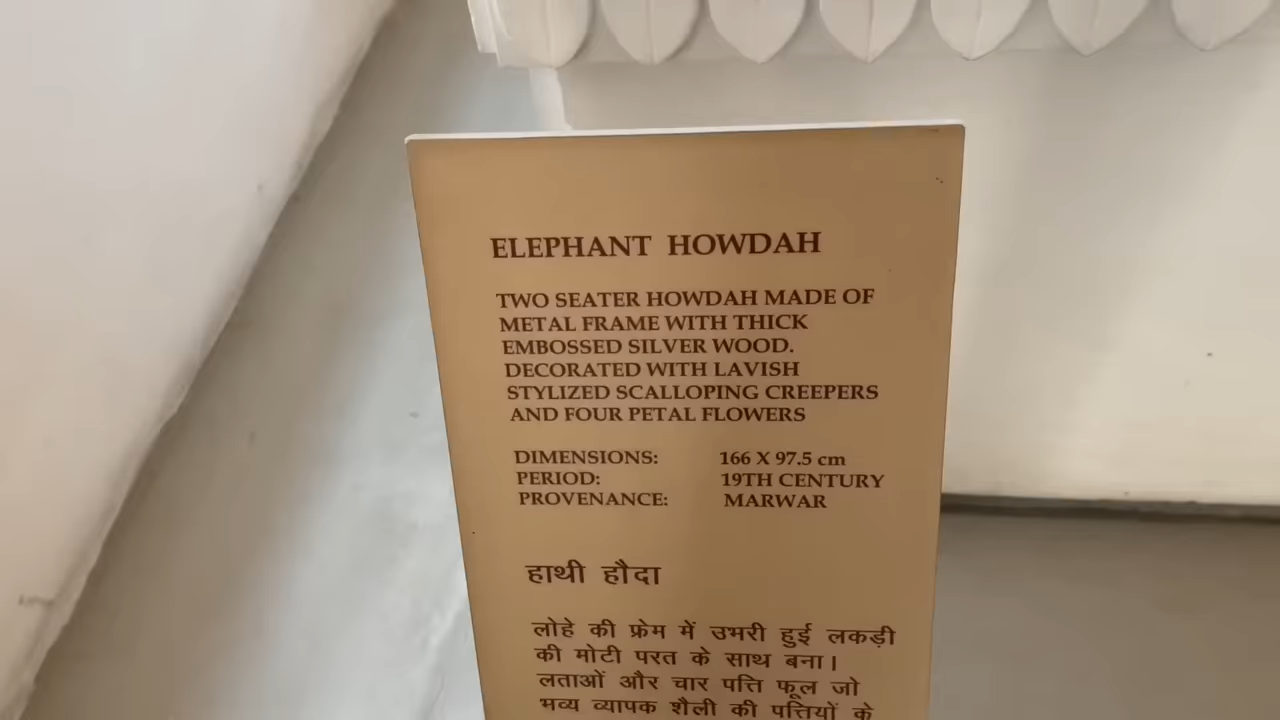 ELEPHANT HOWDAH
TWO SEATER HOWDAH MADE OF
METAL FRAME WITH THICK
EMBOSSED SILVER WOOD.
DECORATED WITH LAVISH
STYLIZED SCALLOPING CREEPERS
AND FOUR PETAL FLOWERS
DIMENSIONS: 166 X 97.5 cm
PERIOD: 19TH CENTURY
PROVENANCE: MARWAR
हाथी हौदा
लोहे की फ्रेम में उभरी हुई लकड़ी
की मोटी परत के साथ बना।
लताओं और चार पत्ति फूल जो
भव्य व्यापक शैली की पत्तियों के